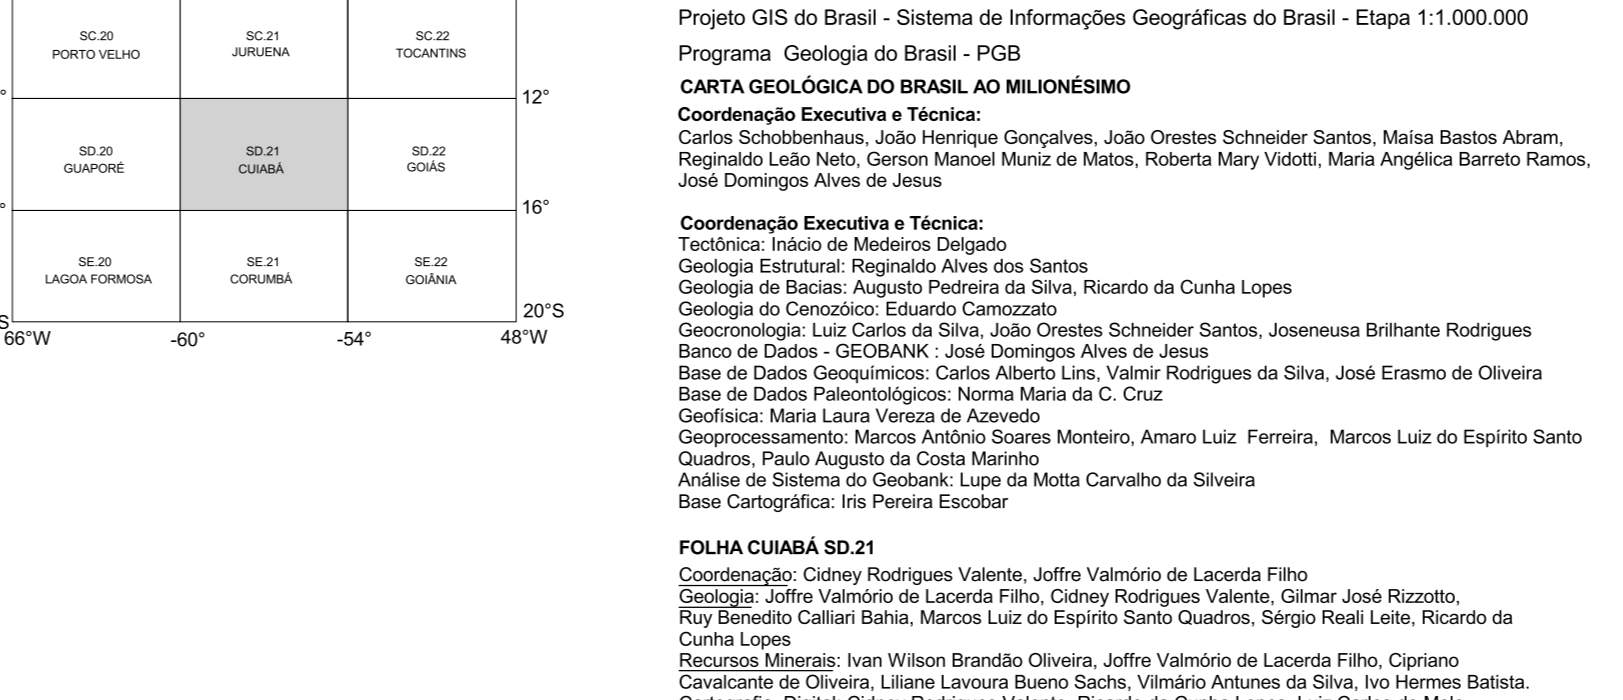 SC.20
PORTO VELHO
SC.21
JURUENA
SC.22
TOCANTINS
°
12°
SD.20
GUAPORÉ
SD.21
CUIABÁ
SD.22
GOIÁS
°
16°
SE.20
LAGOA FORMOSA
SE.21
CORUMBÁ
SE.22
GOIÂNIA
S
20°S
66°W
-60°
-54°
48°W
Projeto GIS do Brasil - Sistema de Informações Geográficas do Brasil - Etapa 1:1.000.000
Programa  Geologia do Brasil - PGB
CARTA GEOLÓGICA DO BRASIL AO MILIONÉSIMO
Coordenação Executiva e Técnica:
Carlos Schobbenhaus, João Henrique Gonçalves, João Orestes Schneider Santos, Maísa Bastos Abram,
Reginaldo Leão Neto, Gerson Manoel Muniz de Matos, Roberta Mary Vidotti, Maria Angélica Barreto Ramos,
José Domingos Alves de Jesus
Coordenação Executiva e Técnica:
Tectônica: Inácio de Medeiros Delgado
Geologia Estrutural: Reginaldo Alves dos Santos
Geologia de Bacias: Augusto Pedreira da Silva, Ricardo da Cunha Lopes
Geologia do Cenozóico: Eduardo Camozzato
Geocronologia: Luiz Carlos da Silva, João Orestes Schneider Santos, Joseneusa Brilhante Rodrigues
Banco de Dados - GEOBANK : José Domingos Alves de Jesus
Base de Dados Geoquímicos: Carlos Alberto Lins, Valmir Rodrigues da Silva, José Erasmo de Oliveira
Base de Dados Paleontológicos: Norma Maria da C. Cruz
Geofísica: Maria Laura Vereza de Azevedo
Geoprocessamento: Marcos Antônio Soares Monteiro, Amaro Luiz  Ferreira,  Marcos Luiz do Espírito Santo
Quadros, Paulo Augusto da Costa Marinho
Análise de Sistema do Geobank: Lupe da Motta Carvalho da Silveira
Base Cartográfica: Iris Pereira Escobar
FOLHA CUIABÁ SD.21
Coordenação: Cidney Rodrigues Valente, Joffre Valmório de Lacerda Filho
Geologia: Joffre Valmório de Lacerda Filho, Cidney Rodrigues Valente, Gilmar José Rizzotto,
Ruy Benedito Calliari Bahia, Marcos Luiz do Espírito Santo Quadros, Sérgio Reali Leite, Ricardo da
Cunha Lopes
Recursos Minerais: Ivan Wilson Brandão Oliveira, Joffre Valmório de Lacerda Filho, Cipriano
Cavalcante de Oliveira, Liliane Lavoura Bueno Sachs, Vilmário Antunes da Silva, Ivo Hermes Batista.